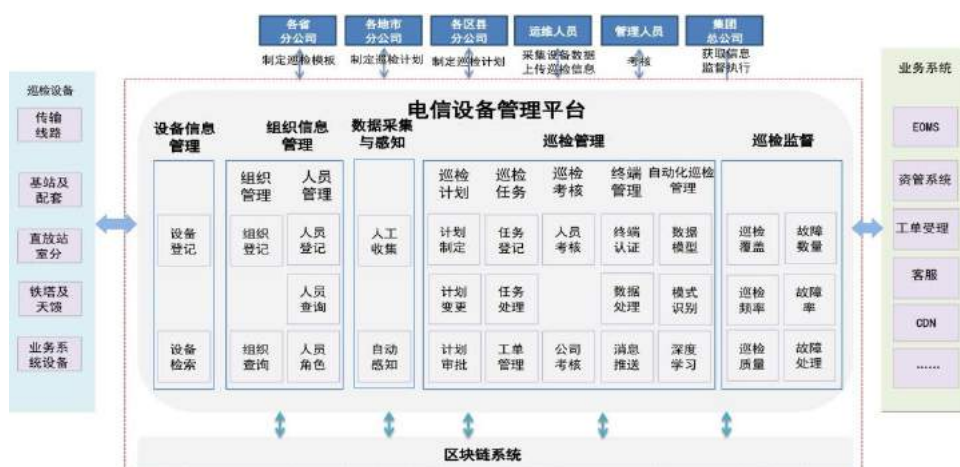 各省
分公司
各地市
分公司
各区县
分公司
运维人员
管理人员
集团
总公司
制定巡检模板
制定巡检计划
制定巡检计划
采集设备数据
上传巡检信息
考核
获取信息
监督执行
巡检设备
传输
线路
基站及
配套
直放站
室分
铁塔及
天馈
业务系
统设备
电信设备管理平台
设备信息
管理
设备
登记
设备
检索
组织信息
管理
组织
管理
人员
管理
组织
登记
人员
登记
人员
查询
组织
查询
人员
角色
数据采集
与感知
人工
收集
自动
感知
巡检管理
巡检
计划
巡检
任务
巡检
考核
终端
管理
自动化巡检
管理
计划
制定
任务
登记
人员
考核
终端
认证
数据
模型
计划
变更
任务
处理
数据
处理
模式
识别
计划
审批
工单
管理
公司
考核
消息
推送
深度
学习
巡检监督
巡检
覆盖
故障
数量
巡检
频率
故障
率
巡检
质量
故障
处理
业务系统
EOMS
资管系统
工单受理
客服
CDN
......
区块链系统